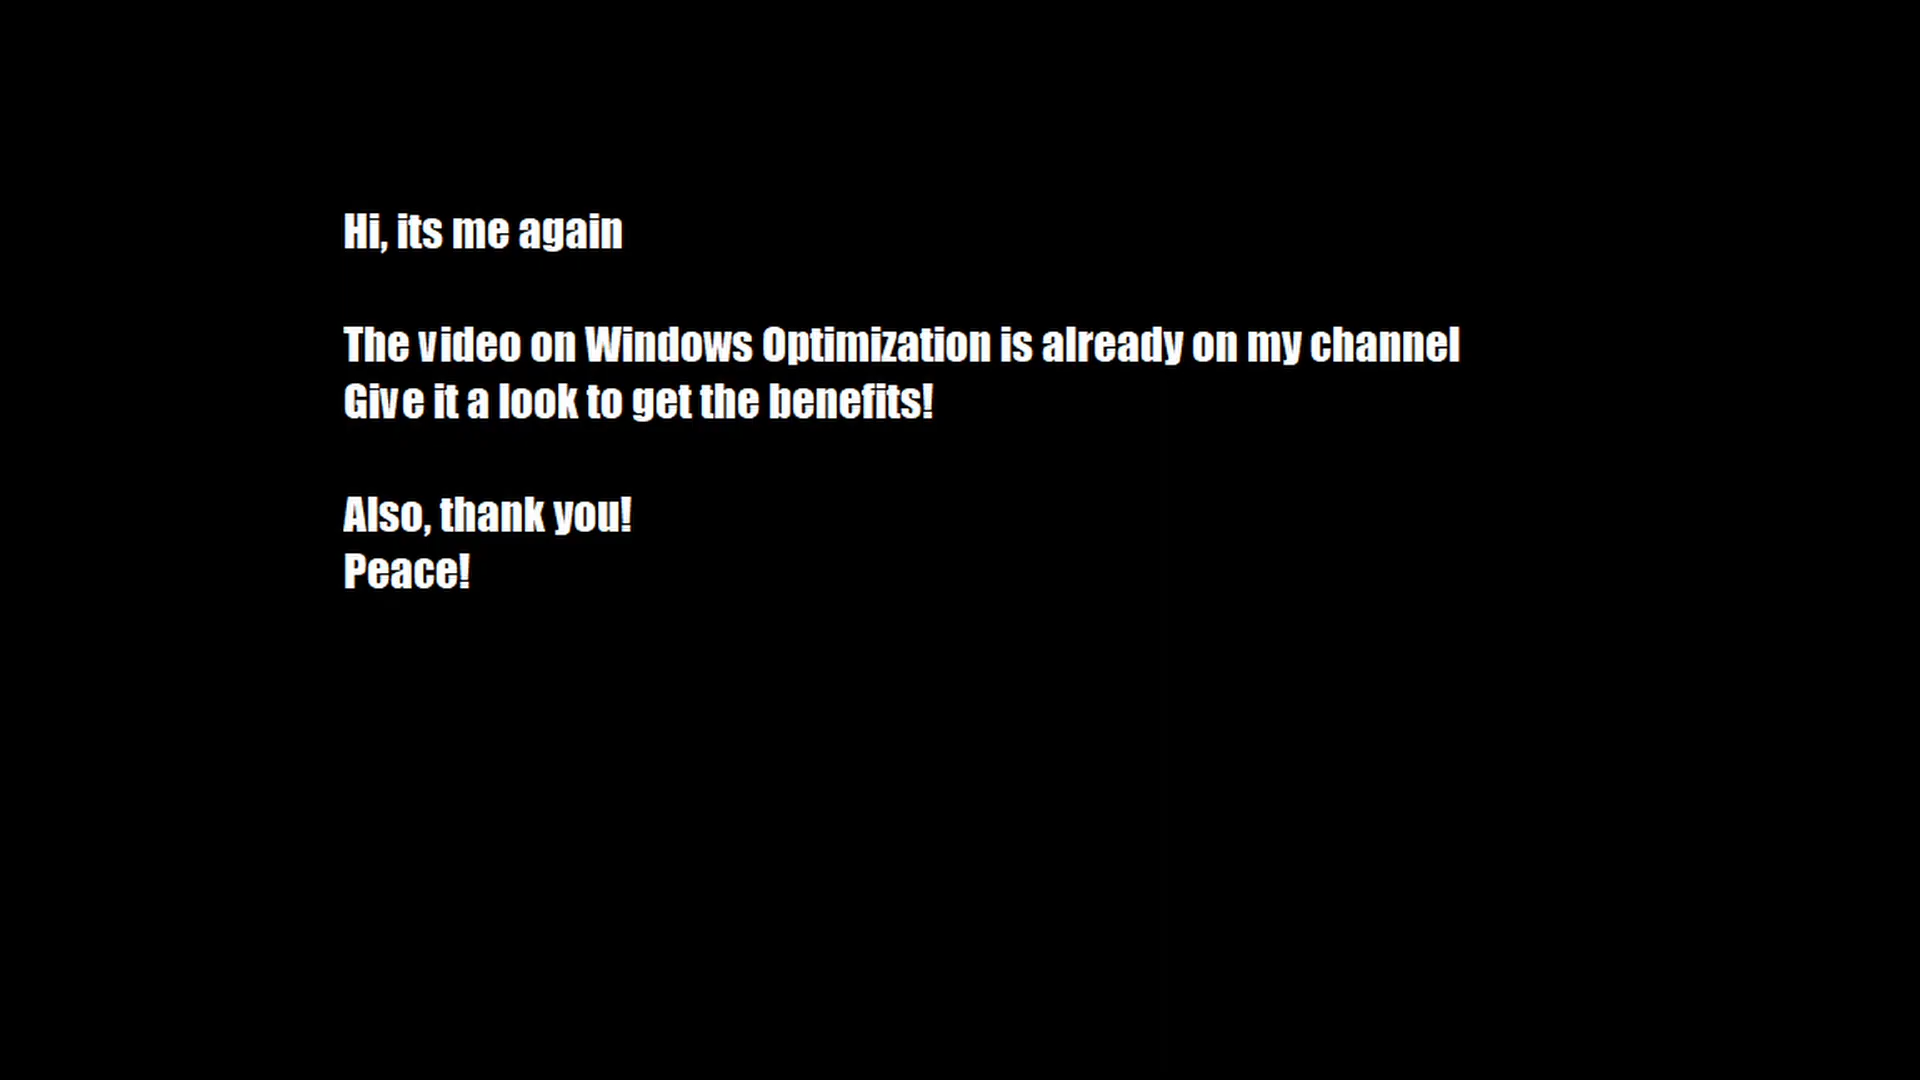 Hi, its me again
The video on Windows Optimization is already on my channel
Give it a look to get the benefits!
Also, thank you!
Peace!